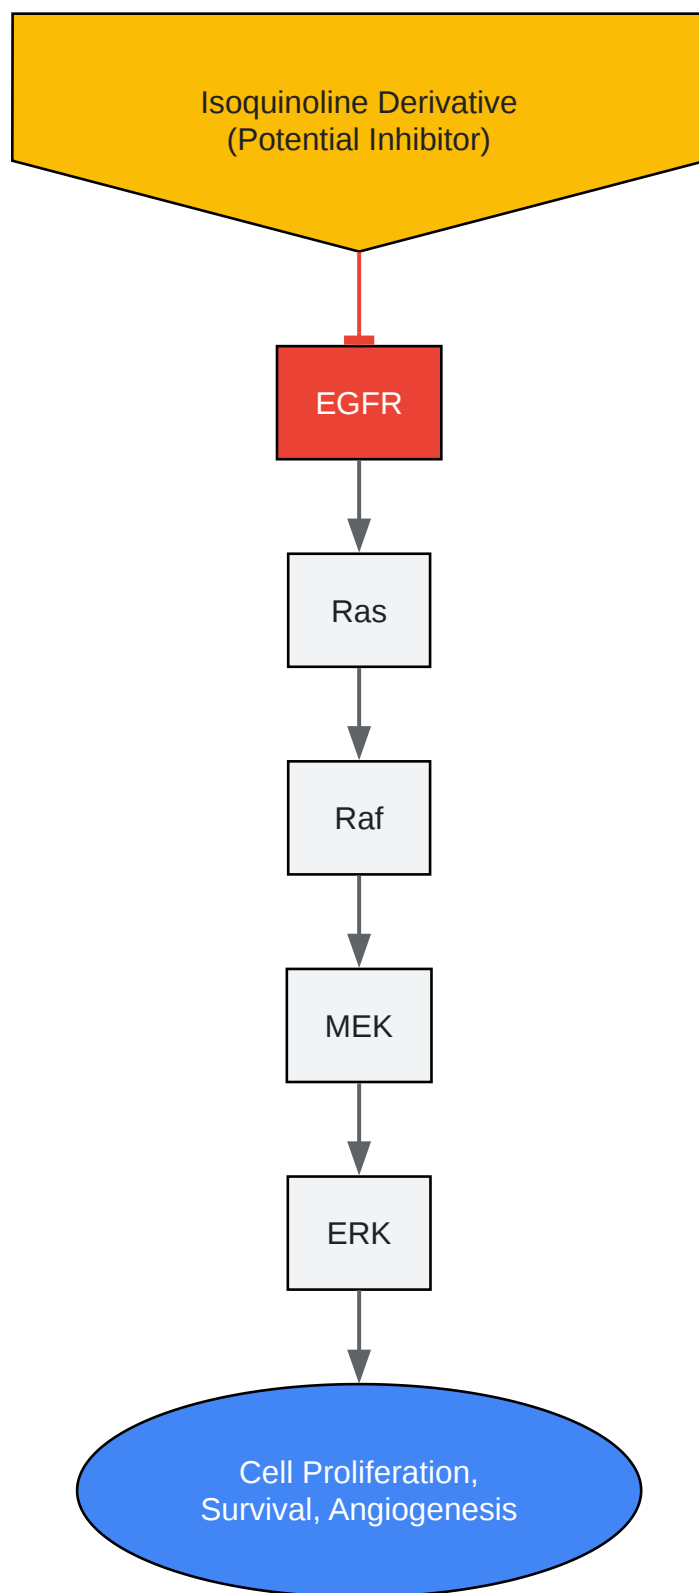 Isoquinoline Derivative
(Potential Inhibitor)
EGFR
Ras
Raf
MEK
ERK
Cell Proliferation,
Survival, Angiogenesis